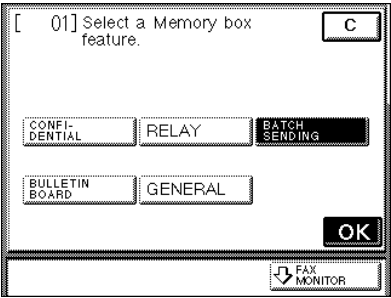 [ 01] Select a Memory box
feature.
C
CONFI-
DENTIAL
RELAY
BATCH
SENDING
BULLETIN
BOARD
GENERAL
OK
FAX
MONITOR